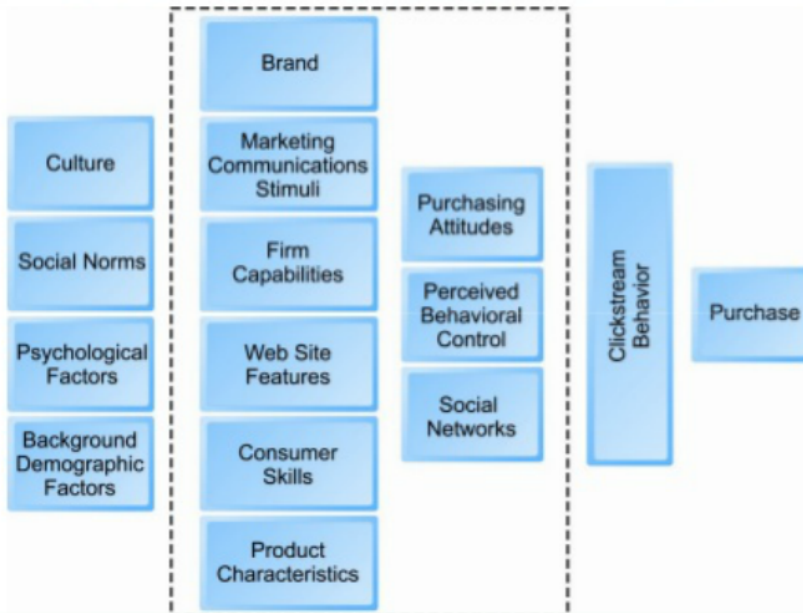 Culture
Social Norms
Psychological
Factors
Background
Demographic
Factors
Brand
Marketing
Communications
Stimuli
Firm
Capabilities
Web Site
Features
Consumer
Skills
Product
Characteristics
Purchasing
Attitudes
Perceived
Behavioral
Control
Social
Networks
Clickstream
Behavior
Purchase